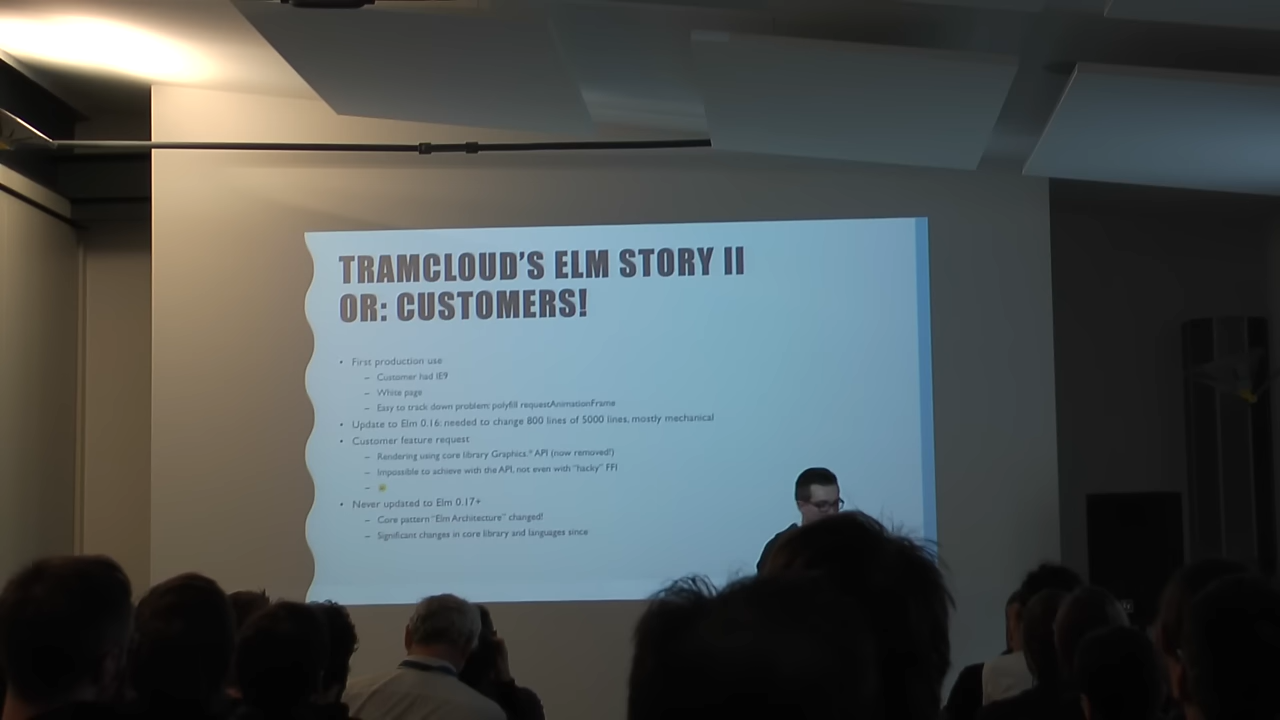 TRAMCLOUD'S ELM STORY II
OR: CUSTOMERS!
• First production use
– Customer had IE9
– White page
– Easy to track down problem: polyfill requestAnimationFrame
• Update to Elm 0.16: needed to change 800 lines of 5000 lines, mostly mechanical
• Customer feature request
– Rendering using core library Graphics.* API (now removed!)
– Impossible to achieve with the API, not even with "hacky" FFI
–
• Never updated to Elm 0.17+
– Core pattern "Elm Architecture" changed!
– Significant changes in core library and languages since